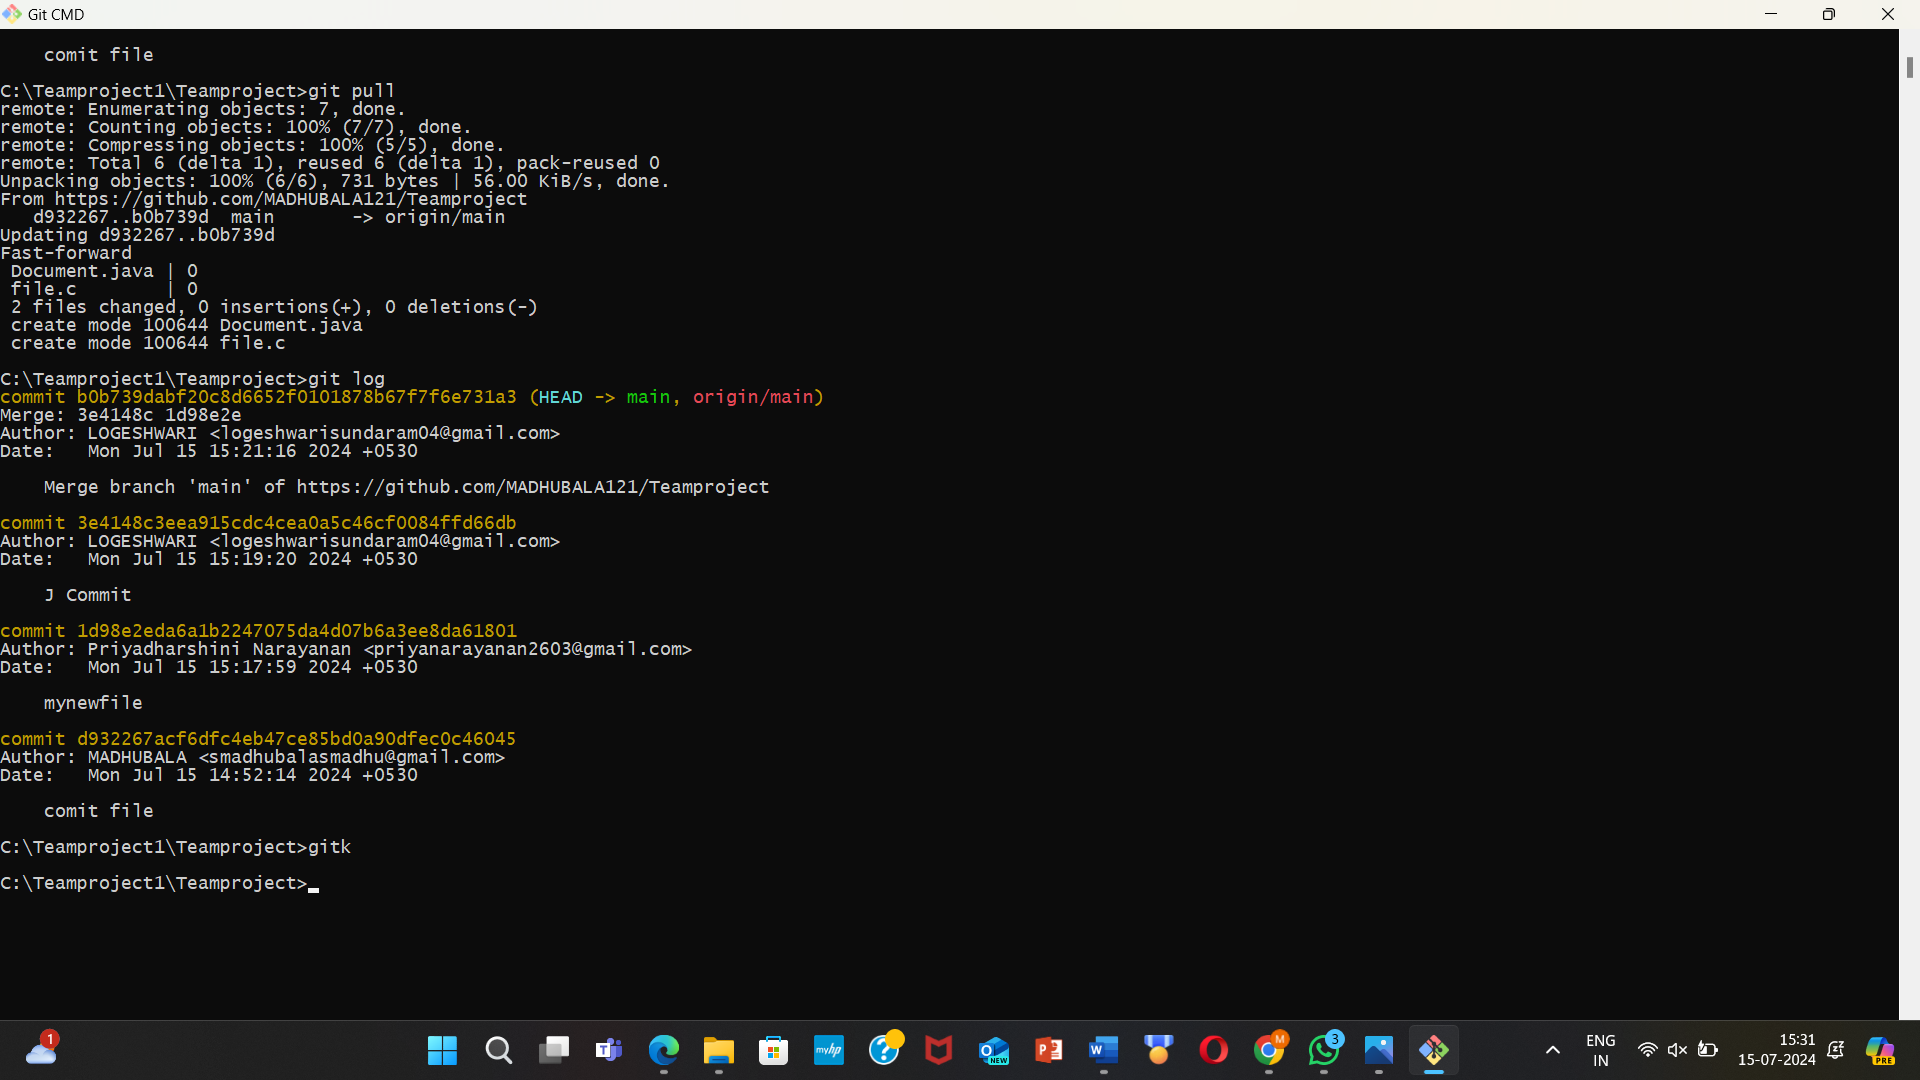 Git CMD
    comit file
C:\Teamproject1\Teamproject>git pull
remote: Enumerating objects: 7, done.
remote: Counting objects: 100% (7/7), done.
remote: Compressing objects: 100% (5/5), done.
remote: Total 6 (delta 1), reused 6 (delta 1), pack-reused 0
Unpacking objects: 100% (6/6), 731 bytes | 56.00 KiB/s, done.
From https://github.com/MADHUBALA121/Teamproject
   d932267..b0b739d  main       -> origin/main
Updating d932267..b0b739d
Fast-forward
 Document.java | 0
 file.c        | 0
 2 files changed, 0 insertions(+), 0 deletions(-)
 create mode 100644 Document.java
 create mode 100644 file.c
C:\Teamproject1\Teamproject>git log
commit b0b739dabf20c8d6652f0101878b67f7f6e731a3 (HEAD -> main, origin/main)
Merge: 3e4148c 1d98e2e
Author: LOGESHWARI <logeshwarisundaram04@gmail.com>
Date:   Mon Jul 15 15:21:16 2024 +0530
    Merge branch 'main' of https://github.com/MADHUBALA121/Teamproject
commit 3e4148c3eea915cdc4cea0a5c46cf0084ffd66db
Author: LOGESHWARI <logeshwarisundaram04@gmail.com>
Date:   Mon Jul 15 15:19:20 2024 +0530
    J Commit
commit 1d98e2eda6a1b2247075da4d07b6a3ee8da61801
Author: Priyadharshini Narayanan <priyanarayanan2603@gmail.com>
Date:   Mon Jul 15 15:17:59 2024 +0530
    mynewfile
commit d932267acf6dfc4eb47ce85bd0a90dfec0c46045
Author: MADHUBALA <smadhubalasmadhu@gmail.com>
Date:   Mon Jul 15 14:52:14 2024 +0530
    comit file
C:\Teamproject1\Teamproject>gitk
C:\Teamproject1\Teamproject>
1
myhp
NEW
M
3
ENG
IN
15:31
15-07-2024
PRE